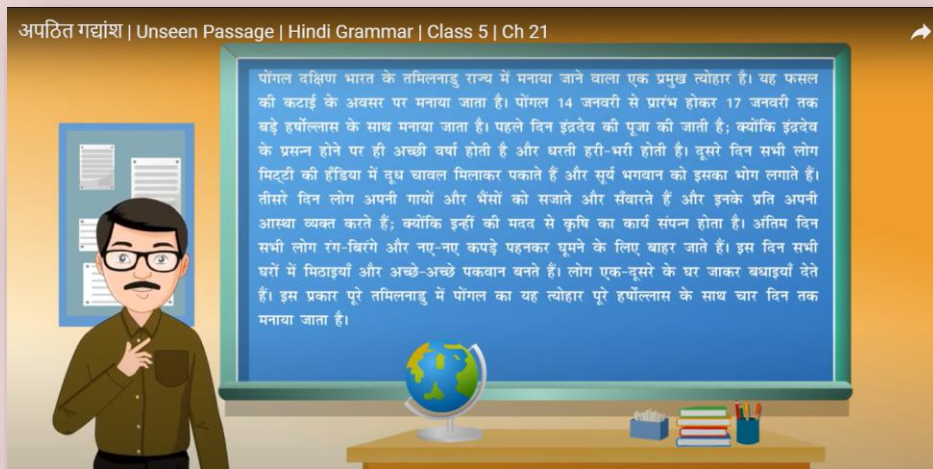 अपठित गद्यांश | Unseen Passage | Hindi Grammar | Class 5 | Ch 21
पोंगल दक्षिण भारत के तमिलनाडु राज्य में मनाया जाने वाला एक प्रमुख त्योहार है। यह फसल
की कटाई के अवसर पर मनाया जाता है। पोंगल 14 जनवरी से प्रारंभ होकर 17 जनवरी तक
बड़े हर्षोल्लास के साथ मनाया जाता है। पहले दिन इंद्रदेव की पूजा की जाती है; क्योंकि इंद्रदेव
के प्रसन्न होने पर ही अच्छी वर्षा होती है और धरती हरी-भरी होती है। दूसरे दिन सभी लोग
मिट्टी की हँडिया में दूध चावल मिलाकर पकाते हैं और सूर्य भगवान को इसका भोग लगाते हैं।
तीसरे दिन लोग अपनी गायों और भैंसों को सजाते और सँवारते हैं और इनके प्रति अपनी
आस्था व्यक्त करते हैं; क्योंकि इन्हीं की मदद से कृषि का कार्य संपन्न होता है। अंतिम दिन
सभी लोग रंग-बिरंगे और नए-नए कपड़े पहनकर घूमने के लिए बाहर जाते हैं। इस दिन सभी
घरों में मिठाइयाँ और अच्छे-अच्छे पकवान बनते हैं। लोग एक-दूसरे के घर जाकर बधाइयाँ देते
हैं। इस प्रकार पूरे तमिलनाडु में पोंगल का यह त्योहार पूरे हर्षोल्लास के साथ चार दिन तक
मनाया जाता है।